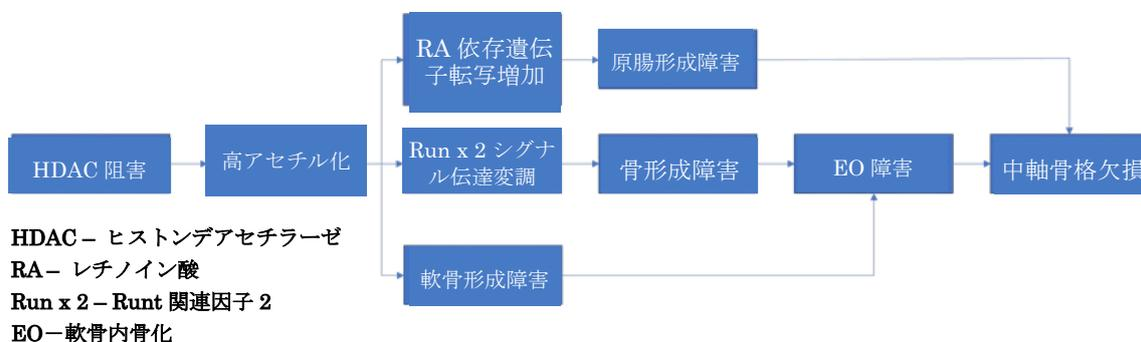 RA 依存遺伝
子転写増加
原腸形成障害
HDAC 阻害
高アセチル化
Run x 2 シグナ
ル伝達変調
骨形成障害
EO 障害
中軸骨格欠損
軟骨形成障害
HDAC – ヒストンデアセチラーゼ
RA – レチノイン酸
Run x 2 – Runt 関連因子 2
EO－軟骨内骨化